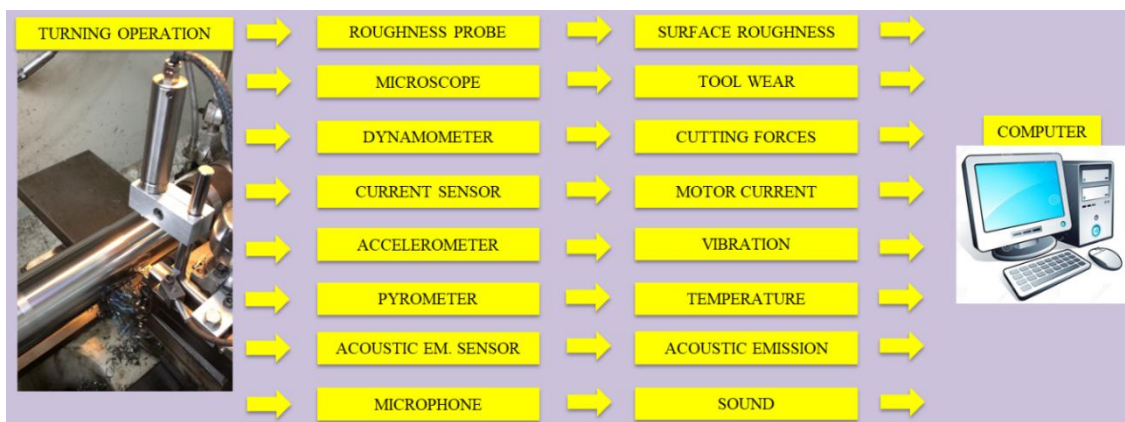 TURNING OPERATION
ROUGHNESS PROBE
SURFACE ROUGHNESS
MICROSCOPE
TOOL WEAR
DYNAMOMETER
CUTTING FORCES
COMPUTER
CURRENT SENSOR
MOTOR CURRENT
ACCELEROMETER
VIBRATION
PYROMETER
TEMPERATURE
ACOUSTIC EM. SENSOR
ACOUSTIC EMISSION
MICROPHONE
SOUND